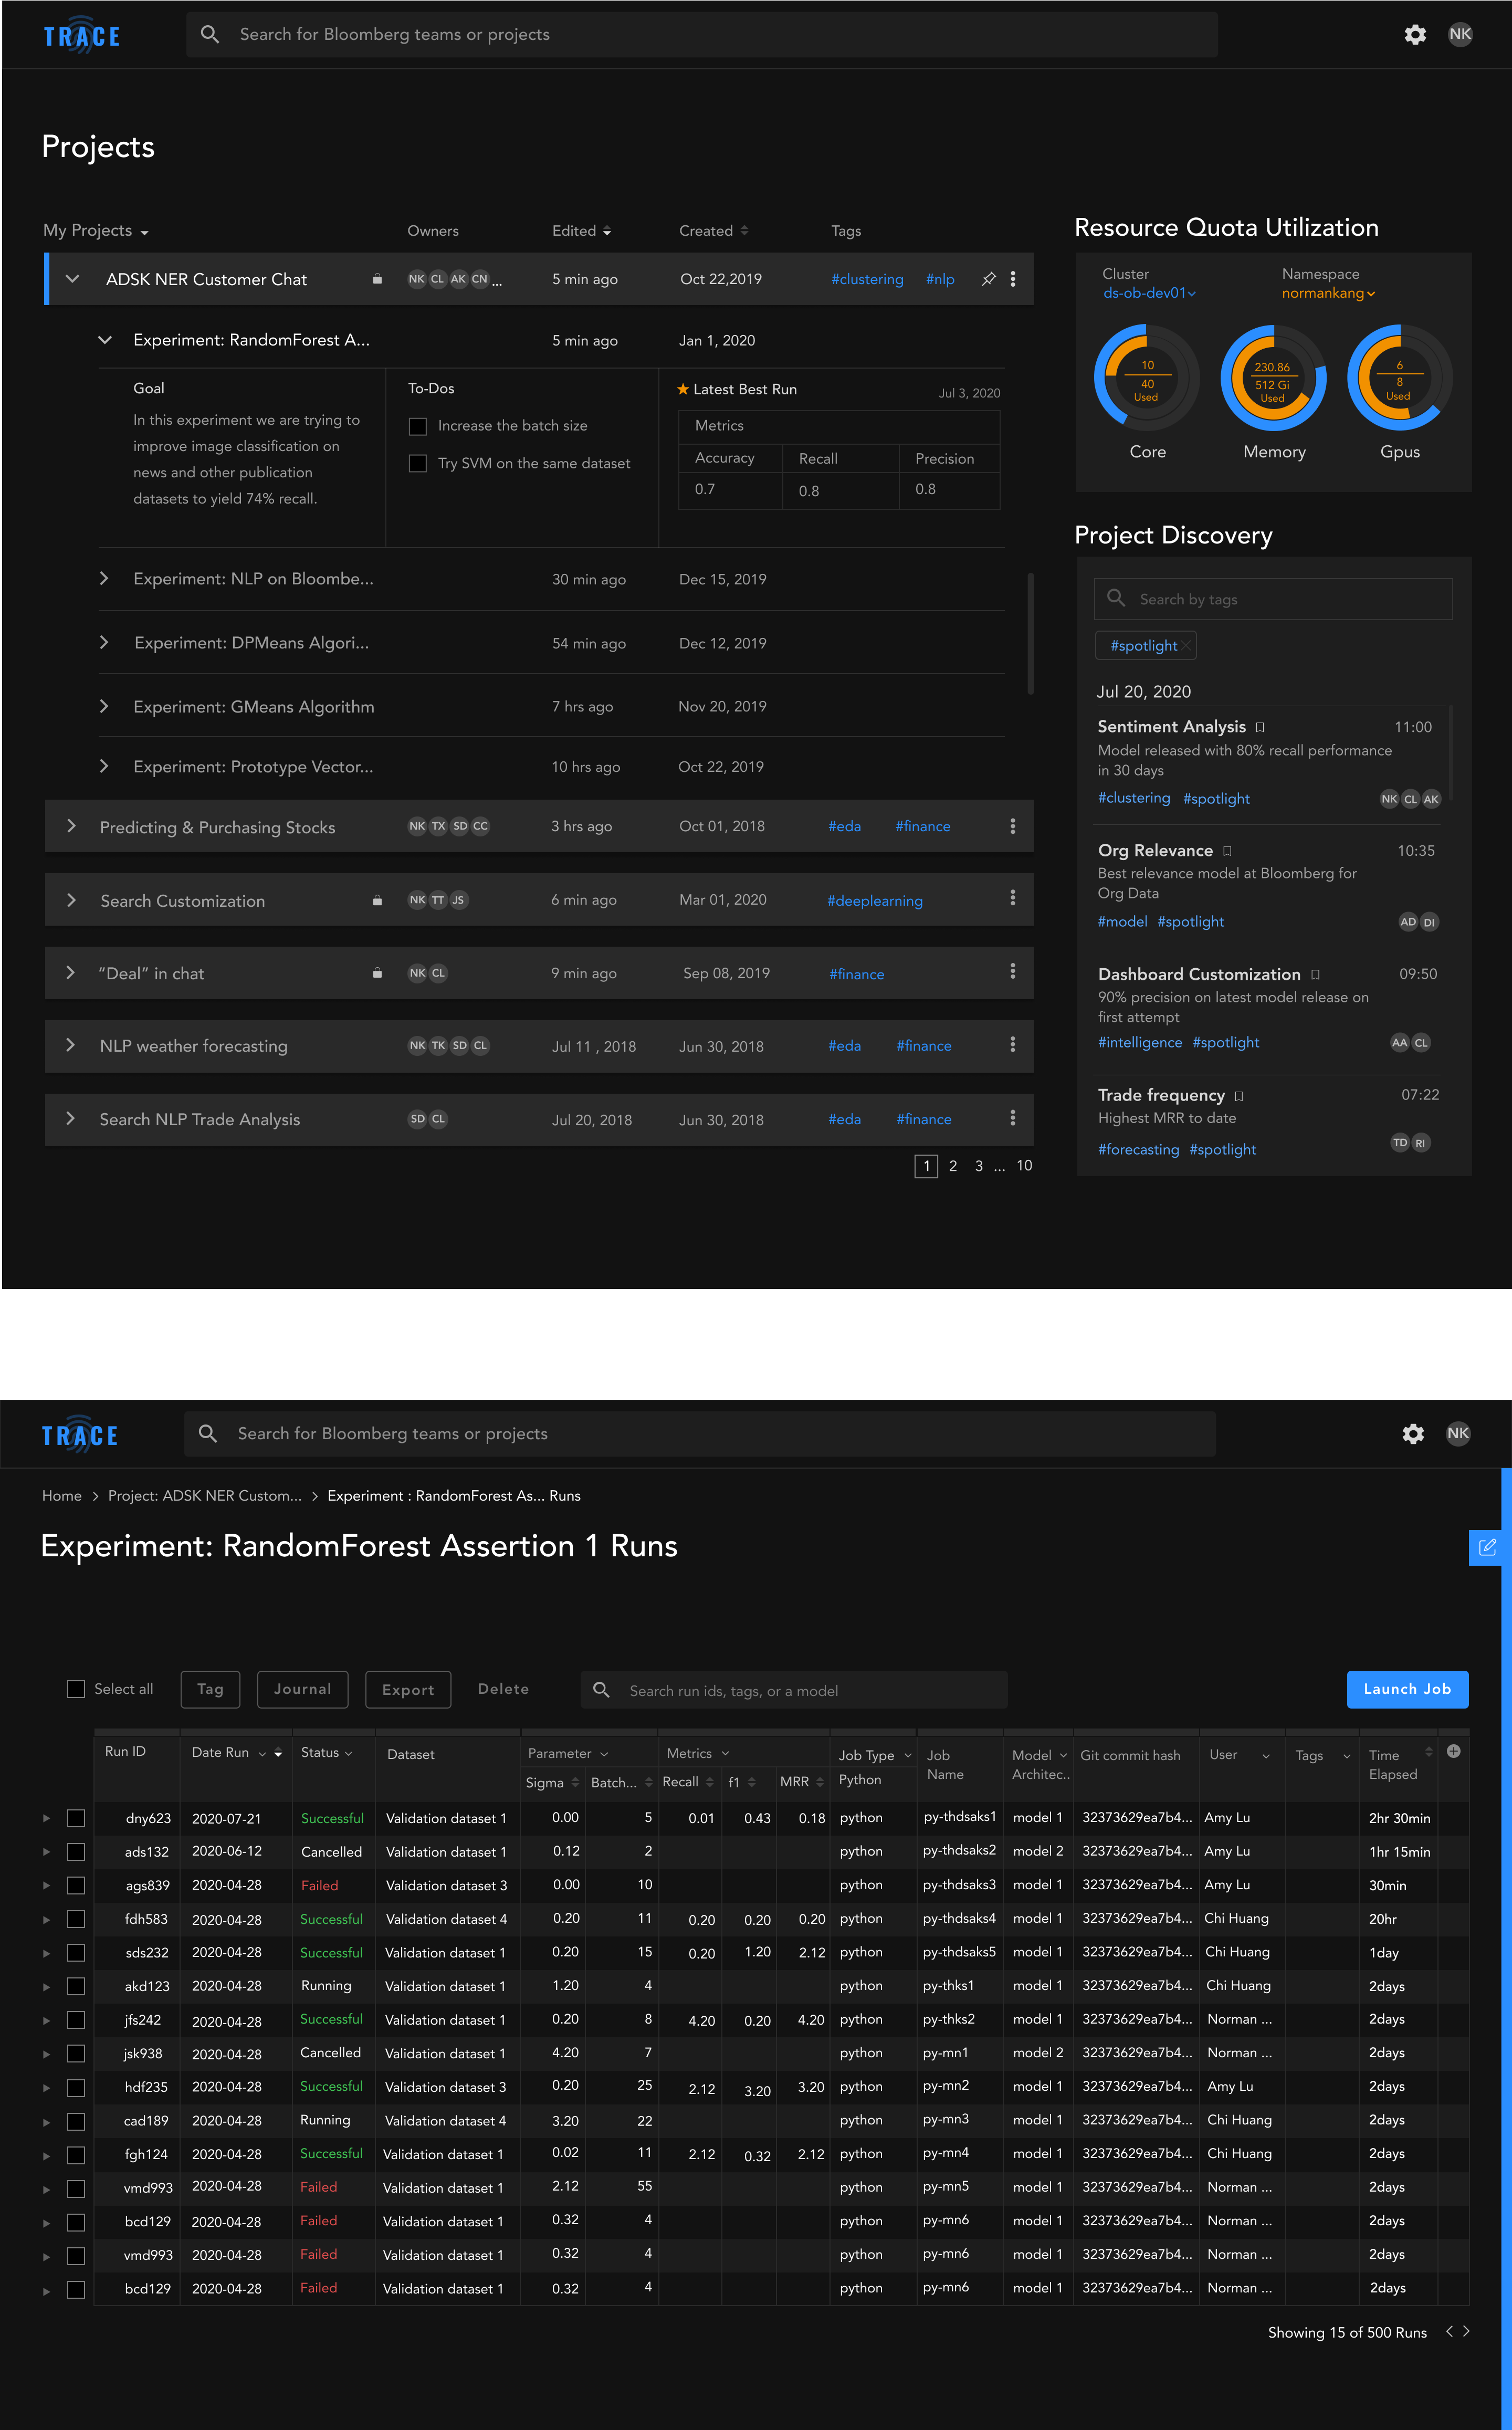 TRACE
Search for Bloomberg teams or projects
NK
Projects
My Projects Owners Edited Created Tags
ADSK NER Customer Chat NK CL AK CN ... 5 min ago Oct 22,2019 #clustering #nlp
Experiment: RandomForest A... 5 min ago Jan 1, 2020
Goal
In this experiment we are trying to
improve image classification on
news and other publication
datasets to yield 74% recall.
To-Dos
Increase the batch size
Try SVM on the same dataset
Latest Best Run Jul 3, 2020
Metrics
Accuracy Recall Precision
0.7 0.8 0.8
Experiment: NLP on Bloombe... 30 min ago Dec 15, 2019
Experiment: DPMeans Algori... 54 min ago Dec 12, 2019
Experiment: GMeans Algorithm 7 hrs ago Nov 20, 2019
Experiment: Prototype Vector... 10 hrs ago Oct 22, 2019
Predicting & Purchasing Stocks NK TX SD CC 3 hrs ago Oct 01, 2018 #eda #finance
Search Customization NK TT JS 6 min ago Mar 01, 2020 #deeplearning
“Deal” in chat NK CL 9 min ago Sep 08, 2019 #finance
NLP weather forecasting NK TK SD CL Jul 11 , 2018 Jun 30, 2018 #eda #finance
Search NLP Trade Analysis SD CL Jul 20, 2018 Jun 30, 2018 #eda #finance
1 2 3 ... 10
Resource Quota Utilization
Cluster Namespace
ds-ob-dev01 normankang
10
40
Used
230.86
512 Gi
Used
6
8
Used
Core Memory Gpus
Project Discovery
Search by tags
#spotlight
Jul 20, 2020
Sentiment Analysis 11:00
Model released with 80% recall performance
in 30 days
#clustering #spotlight NK CL AK
Org Relevance 10:35
Best relevance model at Bloomberg for
Org Data
#model #spotlight AD DI
Dashboard Customization 09:50
90% precision on latest model release on
first attempt
#intelligence #spotlight AA CL
Trade frequency 07:22
Highest MRR to date
#forecasting #spotlight TD RI
TRACE
Search for Bloomberg teams or projects
NK
Home > Project: ADSK NER Custom... > Experiment : RandomForest As... Runs
Experiment: RandomForest Assertion 1 Runs
Select all Tag Journal Export Delete Search run ids, tags, or a model Launch Job
Run ID Date Run Status Dataset Parameter Metrics Job Type Job Name Model Architec.. Git commit hash User Tags Time Elapsed
Sigma Batch... Recall f1 MRR Python
dny623 2020-07-21 Successful Validation dataset 1 0.00 5 0.01 0.43 0.18 python py-thdsaks1 model 1 32373629ea7b4... Amy Lu 2hr 30min
ads132 2020-06-12 Cancelled Validation dataset 1 0.12 2 python py-thdsaks2 model 2 32373629ea7b4... Amy Lu 1hr 15min
ags839 2020-04-28 Failed Validation dataset 3 0.00 10 python py-thdsaks3 model 1 32373629ea7b4... Amy Lu 30min
fdh583 2020-04-28 Successful Validation dataset 4 0.20 11 0.20 0.20 0.20 python py-thdsaks4 model 1 32373629ea7b4... Chi Huang 20hr
sds232 2020-04-28 Successful Validation dataset 1 0.20 15 0.20 1.20 2.12 python py-thdsaks5 model 1 32373629ea7b4... Chi Huang 1day
akd123 2020-04-28 Running Validation dataset 1 1.20 4 python py-thks1 model 1 32373629ea7b4... Chi Huang 2days
jfs242 2020-04-28 Successful Validation dataset 1 0.20 8 4.20 0.20 4.20 python py-thks2 model 1 32373629ea7b4... Norman ... 2days
jsk938 2020-04-28 Cancelled Validation dataset 1 4.20 7 python py-mn1 model 2 32373629ea7b4... Norman ... 2days
hdf235 2020-04-28 Successful Validation dataset 3 0.20 25 2.12 3.20 3.20 python py-mn2 model 1 32373629ea7b4... Amy Lu 2days
cad189 2020-04-28 Running Validation dataset 4 3.20 22 python py-mn3 model 1 32373629ea7b4... Chi Huang 2days
fgh124 2020-04-28 Successful Validation dataset 1 0.02 11 2.12 0.32 2.12 python py-mn4 model 1 32373629ea7b4... Chi Huang 2days
vmd993 2020-04-28 Failed Validation dataset 1 2.12 55 python py-mn5 model 1 32373629ea7b4... Norman ... 2days
bcd129 2020-04-28 Failed Validation dataset 1 0.32 4 python py-mn6 model 1 32373629ea7b4... Norman ... 2days
vmd993 2020-04-28 Failed Validation dataset 1 0.32 4 python py-mn6 model 1 32373629ea7b4... Norman ... 2days
bcd129 2020-04-28 Failed Validation dataset 1 0.32 4 python py-mn6 model 1 32373629ea7b4... Norman ... 2days
Showing 15 of 500 Runs